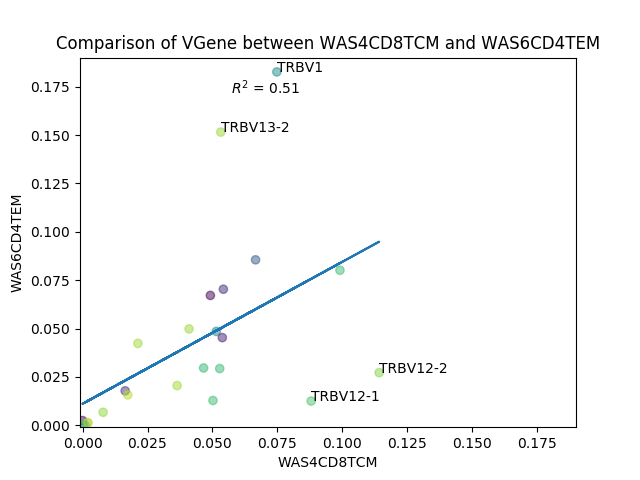 Comparison of VGene between WAS4CD8TCM and WAS6CD4TEM
TRBV1
R² = 0.51
TRBV13-2
TRBV12-2
TRBV12-1
WAS6CD4TEM
0.175
0.150
0.125
0.100
0.075
0.050
0.025
0.000
0.000 0.025 0.050 0.075 0.100 0.125 0.150 0.175
WAS4CD8TCM